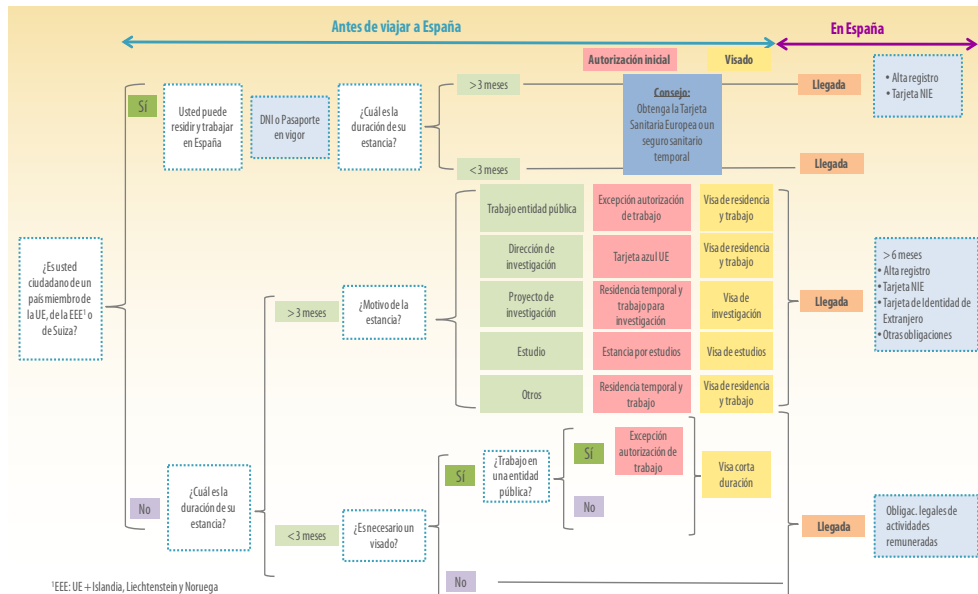 Antes de viajar a España
En España
Autorización inicial
Visado
Sí
Usted puede
residir y trabajar
en España
DNI o Pasaporte
en vigor
¿Cuál es la
duración de su
estancia?
> 3 meses
< 3 meses
Consejo:
Obtenga la Tarjeta
Sanitaria Europea o un
seguro sanitario
temporal
Llegada
• Alta registro
• Tarjeta NIE
Llegada
¿Es usted
ciudadano de un
país miembro de
la UE, de la EEE¹ o
de Suiza?
No
¿Cuál es la
duración de su
estancia?
> 3 meses
¿Motivo de la
estancia?
Trabajo entidad pública
Excepción autorización
de trabajo
Visa de residencia
y trabajo
Dirección de
investigación
Tarjeta azul UE
Visa de residencia
y trabajo
Proyecto de
investigación
Residencia temporal y
trabajo para
investigación
Visa de
investigación
Estudio
Estancia por estudios
Visa de estudios
Otros
Residencia temporal y
trabajo
Visa de residencia
y trabajo
Llegada
> 6 meses
• Alta registro
• Tarjeta NIE
• Tarjeta de Identidad de
Extranjero
• Otras obligaciones
< 3 meses
¿Es necesario un
visado?
Sí
¿Trabajo en
una entidad
pública?
Sí
Excepción
autorización de
trabajo
No
Visa corta
duración
No
Llegada
Obligac. legales de
actividades
remuneradas
¹EEE: UE + Islandia, Liechtenstein y Noruega